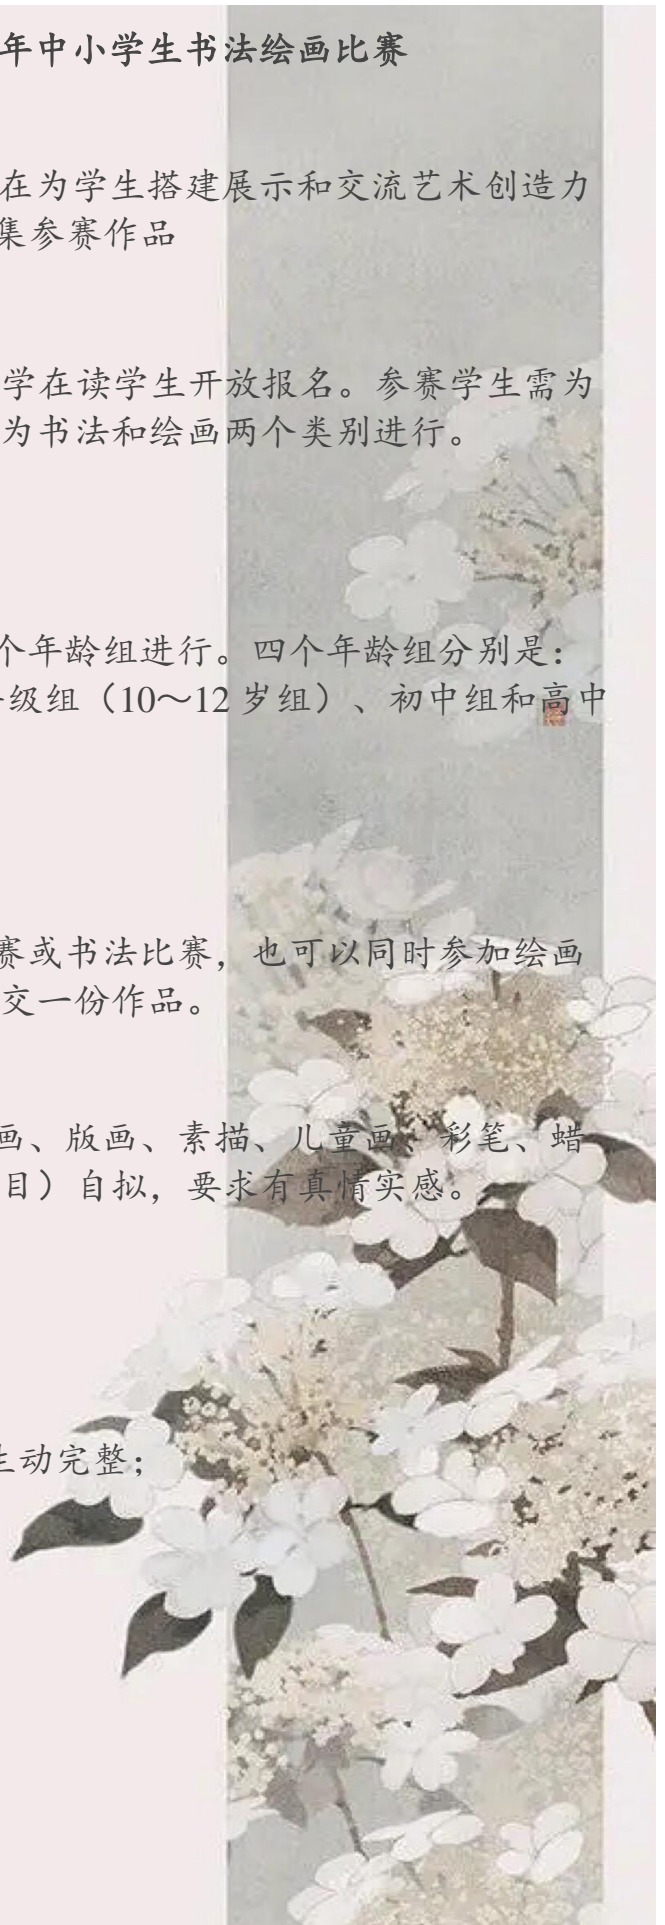 年中小学生书法绘画比赛
在为学生搭建展示和交流艺术创造力
集参赛作品
学在读学生开放报名。参赛学生需为
为书法和绘画两个类别进行。
个年龄组进行。四个年龄组分别是：
级组（10～12 岁组）、初中组和高中
赛或书法比赛，也可以同时参加绘画
交一份作品。
画、版画、素描、儿童画、彩笔、蜡
目）自拟，要求有真情实感。
生动完整；